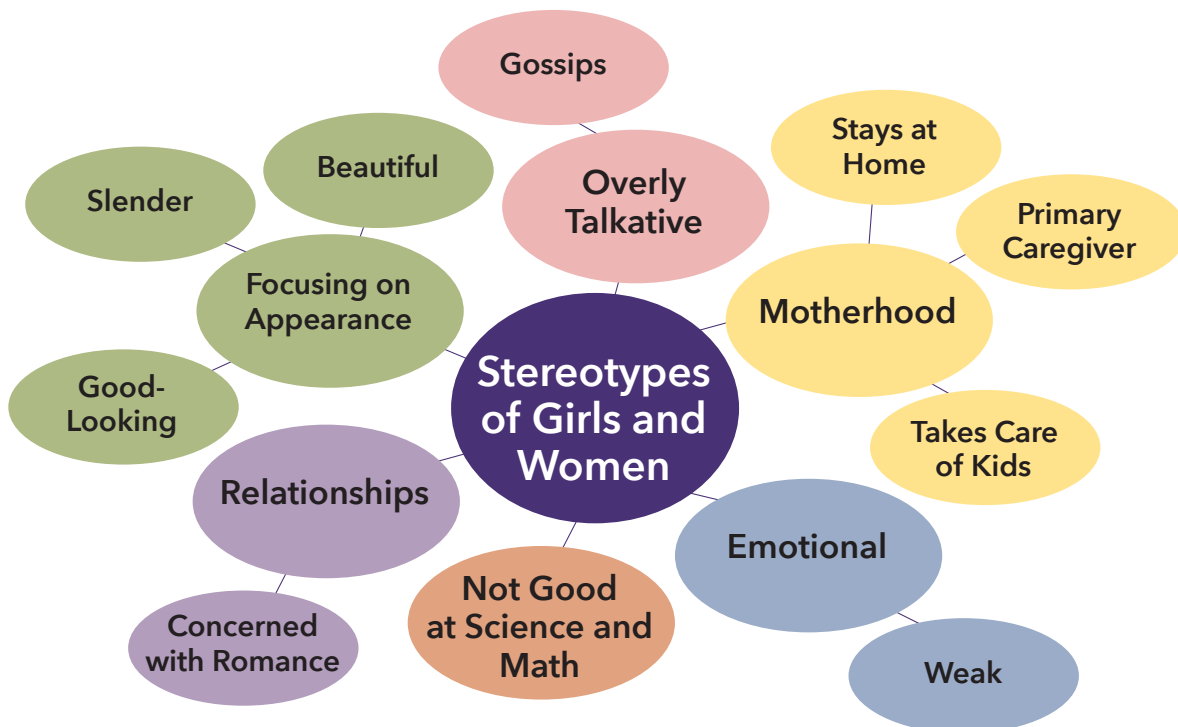 Gossips
Overly
Talkative
Stays at
Home
Primary
Caregiver
Motherhood
Takes Care
of Kids
Beautiful
Slender
Focusing on
Appearance
Good-
Looking
Stereotypes
of Girls and
Women
Relationships
Concerned
with Romance
Not Good
at Science and
Math
Emotional
Weak